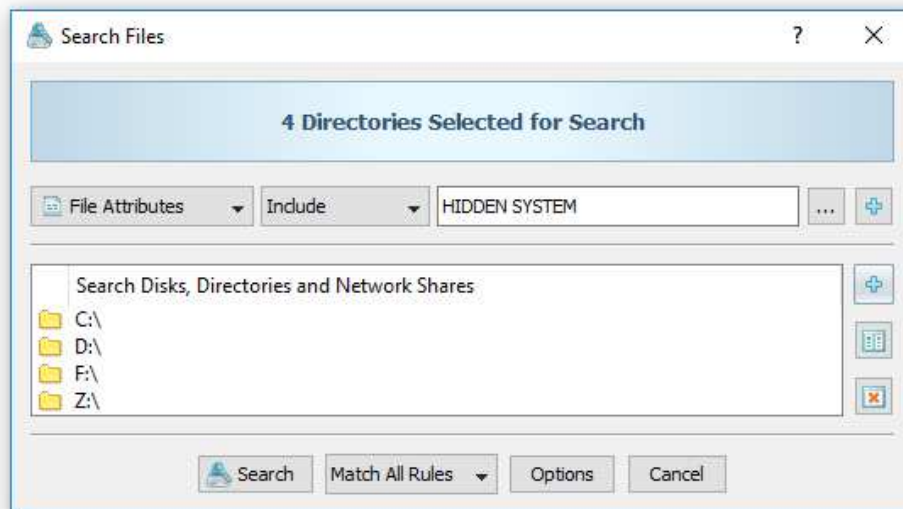 Search Files ?
4 Directories Selected for Search
File Attributes Include HIDDEN SYSTEM ...
Search Disks, Directories and Network Shares
C:\
D:\
F:\
Z:\
Search Match All Rules Options Cancel